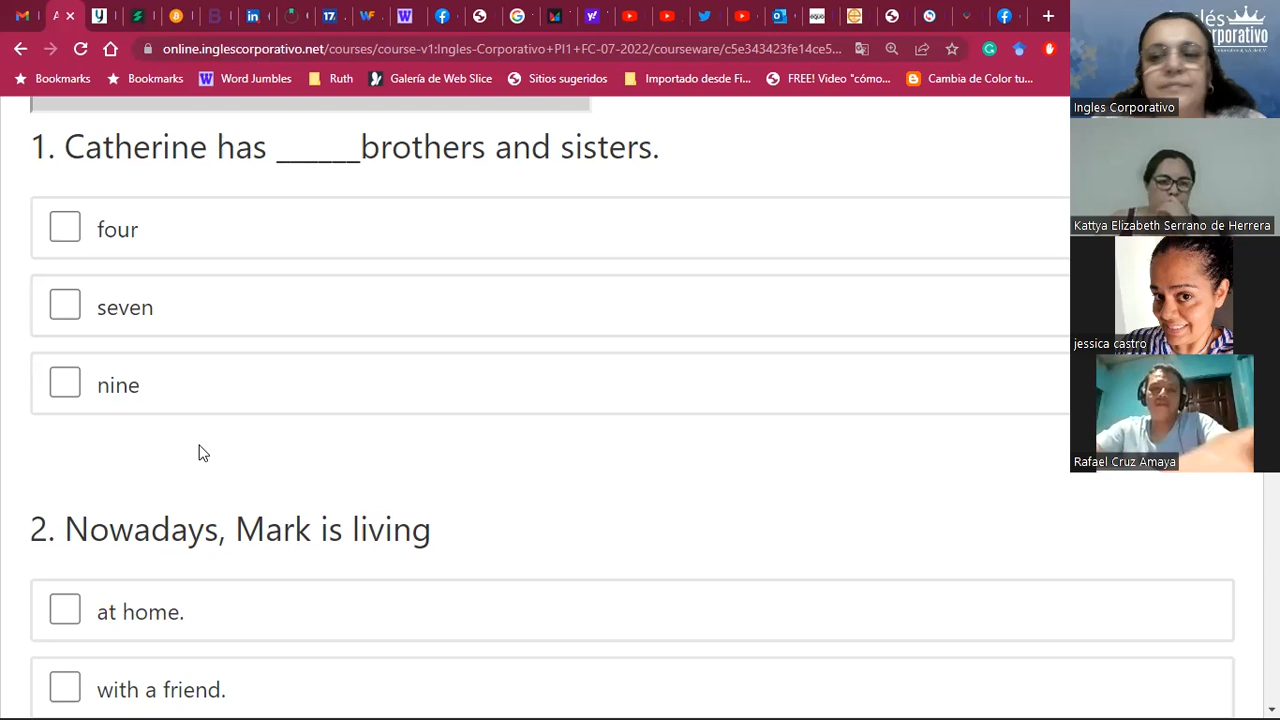 A
17
WF
W
equo
online.inglescorporativo.net/courses/course-v1:Ingles-Corporativo+PI1+FC-07-2022/courseware/c5e343423fe14ce5...
Bookmarks
Bookmarks
Word Jumbles
Ruth
Galería de Web Slice
Sitios sugeridos
Importado desde Fi...
FREE! Video "cómo...
Cambia de Color tu...
1. Catherine has ______brothers and sisters.
four
seven
nine
2. Nowadays, Mark is living
at home.
with a friend.
Ingles Corporativo
Kattya Elizabeth Serrano de Herrera
jessica castro
Rafael Cruz Amaya